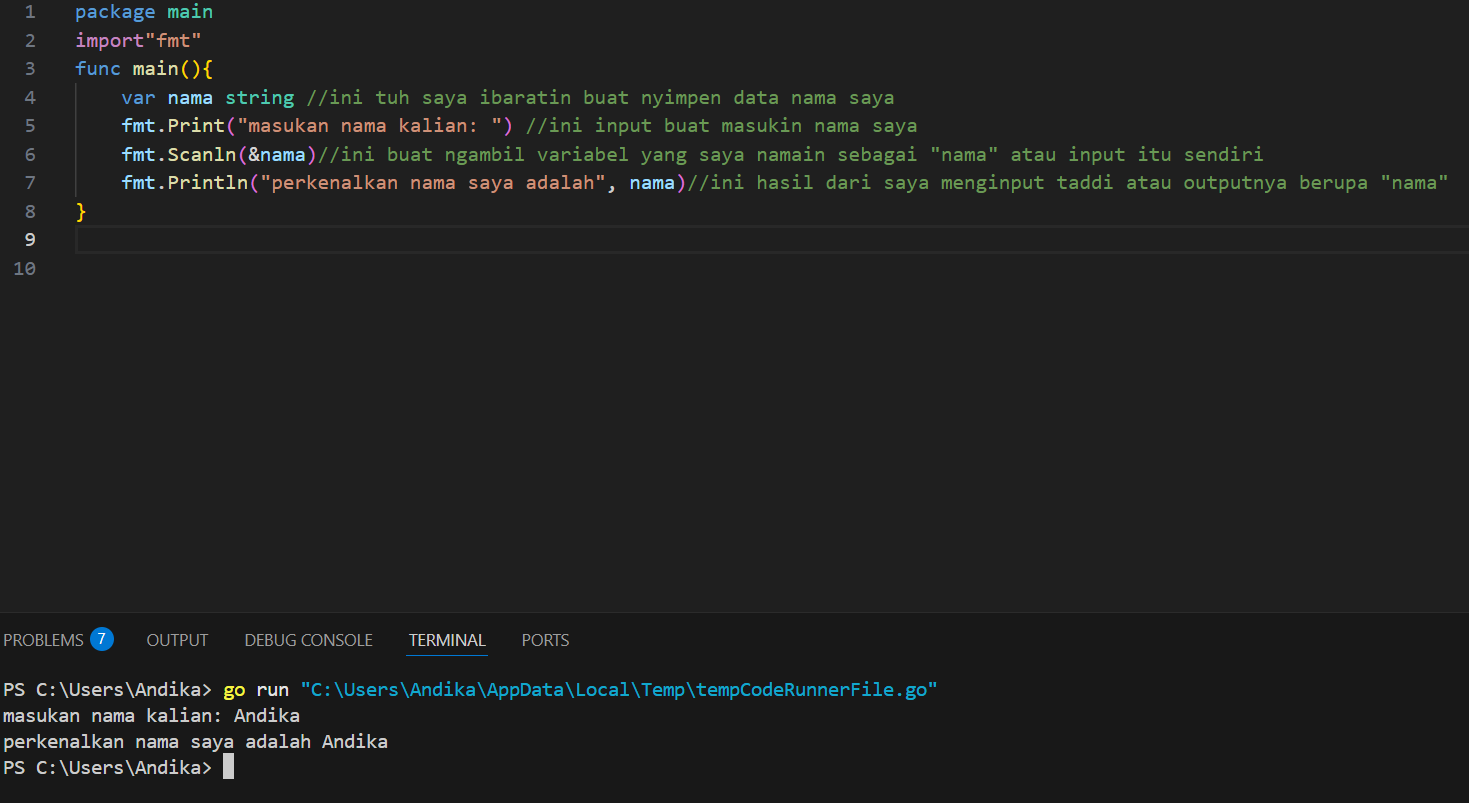 1 package main
2 import"fmt"
3 func main(){
4 var nama string //ini tuh saya ibaratin buat nyimpen data nama saya
5 fmt.Print("masukan nama kalian: ") //ini input buat masukin nama saya
6 fmt.Scanln(&nama)//ini buat ngambil variabel yang saya namain sebagai "nama" atau input itu sendiri
7 fmt.Println("perkenalkan nama saya adalah", nama)//ini hasil dari saya menginput taddi atau outputnya berupa "nama"
8 }
9
10
PROBLEMS 7 OUTPUT DEBUG CONSOLE TERMINAL PORTS
PS C:\Users\Andika> go run "C:\Users\Andika\AppData\Local\Temp\tempCodeRunnerFile.go"
masukan nama kalian: Andika
perkenalkan nama saya adalah Andika
PS C:\Users\Andika>